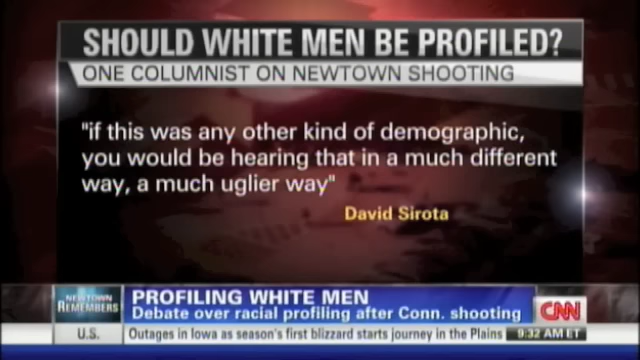 SHOULD WHITE MEN BE PROFILED?
ONE COLUMNIST ON NEWTOWN SHOOTING
"if this was any other kind of demographic,
you would be hearing that in a much different
way, a much uglier way"
David Sirota
NEWTOWN
REMEMBERS
PROFILING WHITE MEN
Debate over racial profiling after Conn. shooting
CNN
U.S.
Outages in Iowa as season's first blizzard starts journey in the Plains
9:32 AM ET